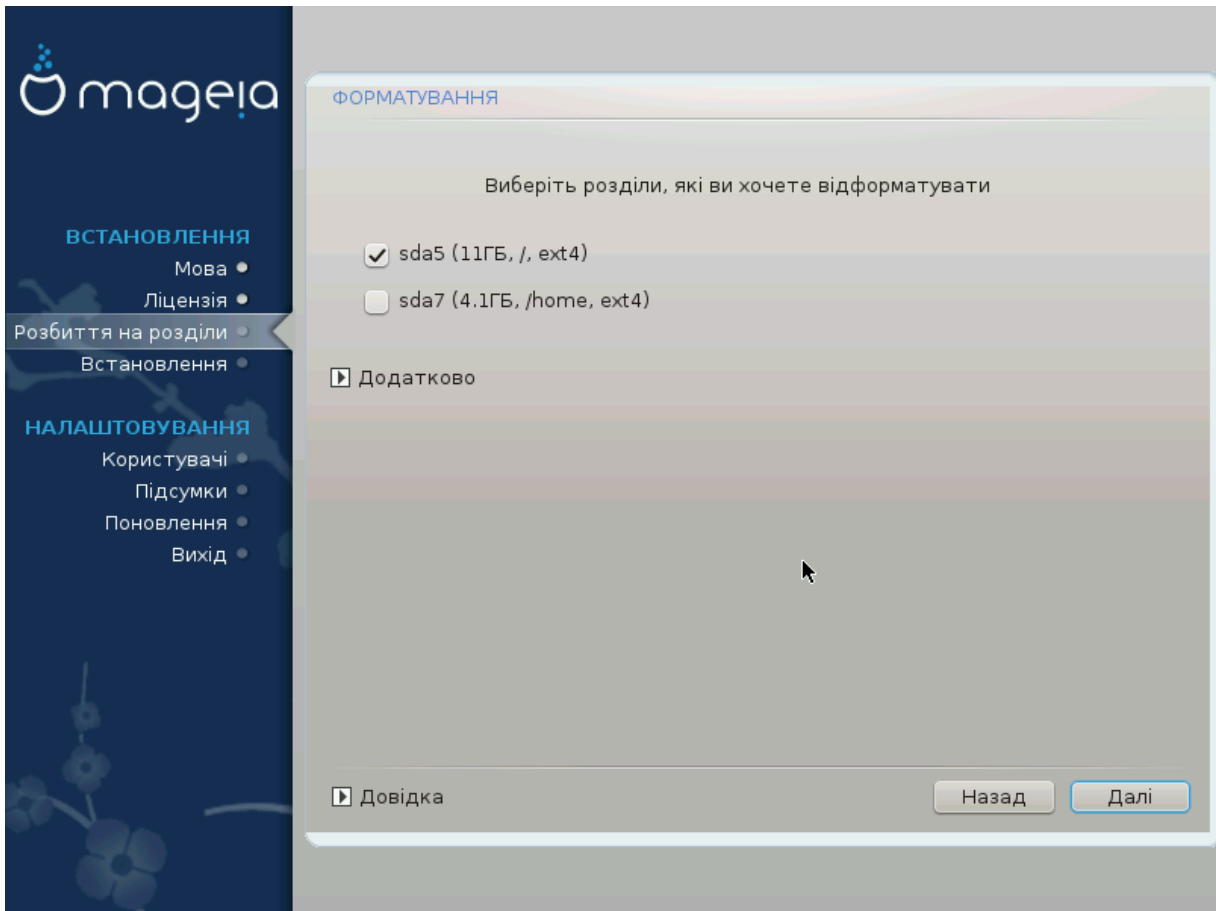 mageia
ВСТАНОВЛЕННЯ
Мова
Ліцензія
Розбиття на розділи
Встановлення
НАЛАШТОВУВАННЯ
Користувачі
Підсумки
Поновлення
Вихід
ФОРМАТУВАННЯ
Виберіть розділи, які ви хочете відформатувати
sda5 (11ГБ, /, ext4)
sda7 (4.1ГБ, /home, ext4)
Додатково
Довідка
Назад
Далі